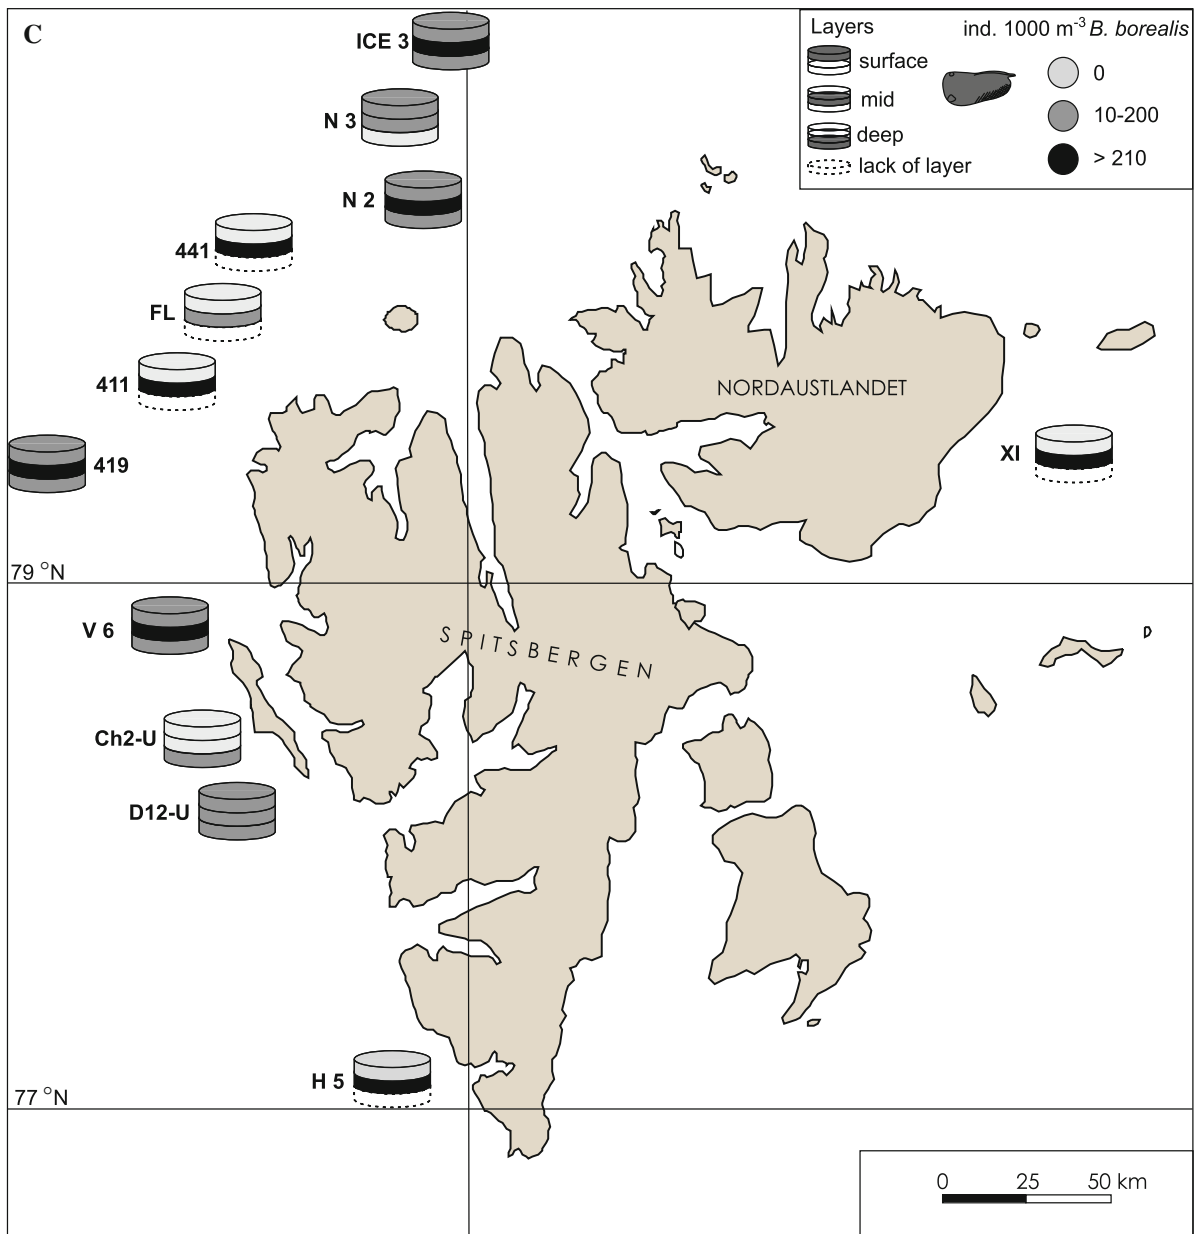 C
Layers
surface
mid
deep
lack of layer
ind. 1000 m-3 B. borealis
0
10-200
> 210
ICE 3
N 3
N 2
441
FL
411
419
NORDAUSTLANDET
XI
79 °N
V 6
SPITSBERGEN
Ch2-U
D12-U
H 5
77 °N
0 25 50 km